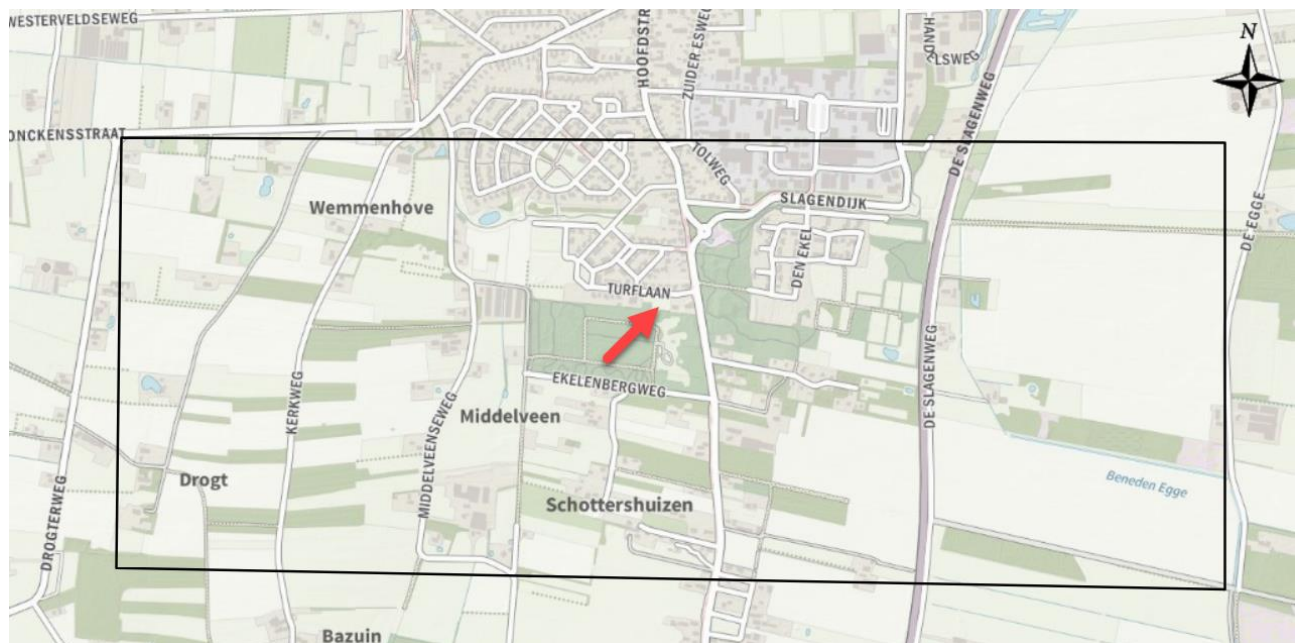 WESTERVELDSEWEG
HOOFDSTR
ZUIDER ESWEG
HANDELSWEG
N
ONCKENSSTRAAT
TOLWEG
DE SLAGENWEG
SLAGENDIJK
Wemmenhove
DE EGGE
DEN EKEL
TURFLAAN
EKELENBERGWEG
KERKWEG
MIDDELVEENSEWEG
Middelveen
DE SLAGENWEG
Drogt
Beneden Egge
Schottershuizen
DROGTERWEG
Bazuin